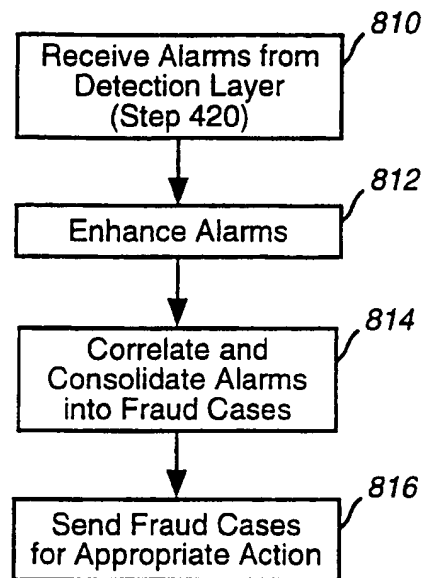 810
Receive Alarms from
Detection Layer
(Step 420)
812
Enhance Alarms
814
Correlate and
Consolidate Alarms
into Fraud Cases
816
Send Fraud Cases
for Appropriate Action